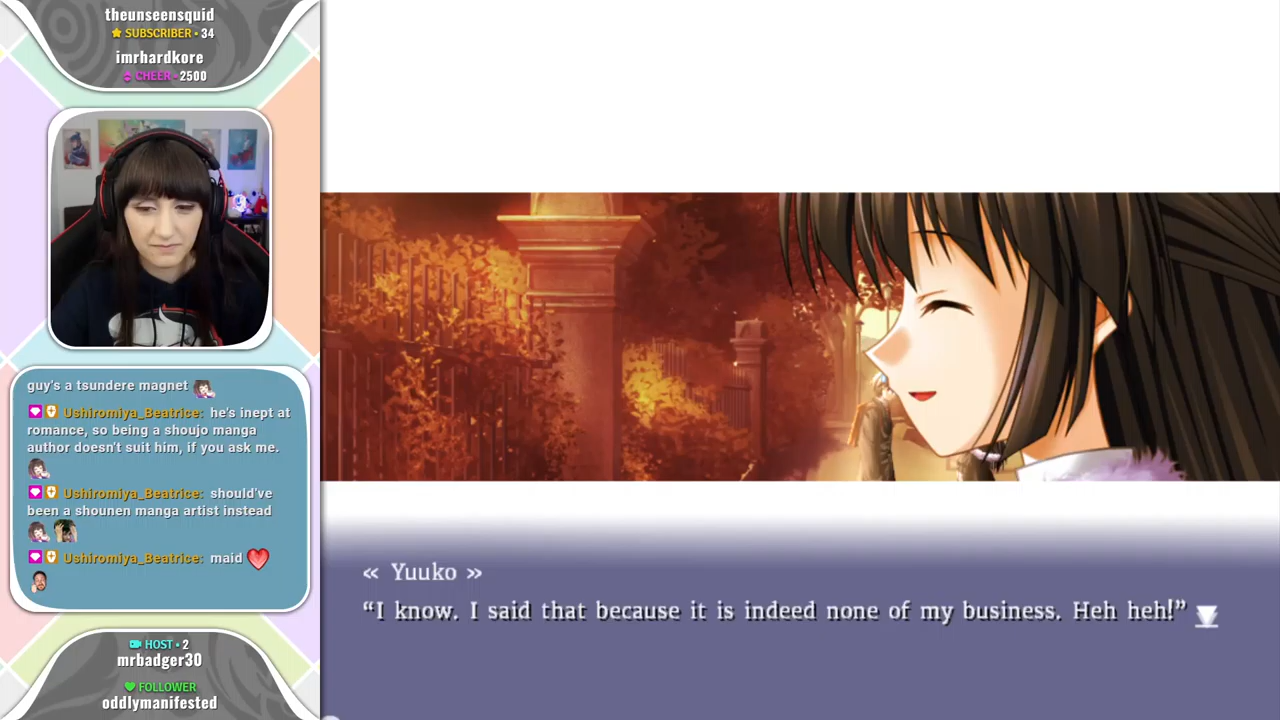 theunseensquid
SUBSCRIBER • 34
imrhardkore
CHEER • 2500
guy's a tsundere magnet
Ushiromiya_Beatrice: he's inept at
romance, so being a shoujo manga
author doesn't suit him, if you ask me.
Ushiromiya_Beatrice: should've
been a shounen manga artist instead
Ushiromiya_Beatrice: maid
HOST • 2
mrbadger30
FOLLOWER
oddlymanifested
« Yuuko »
“I know. I said that because it is indeed none of my business. Heh heh!”